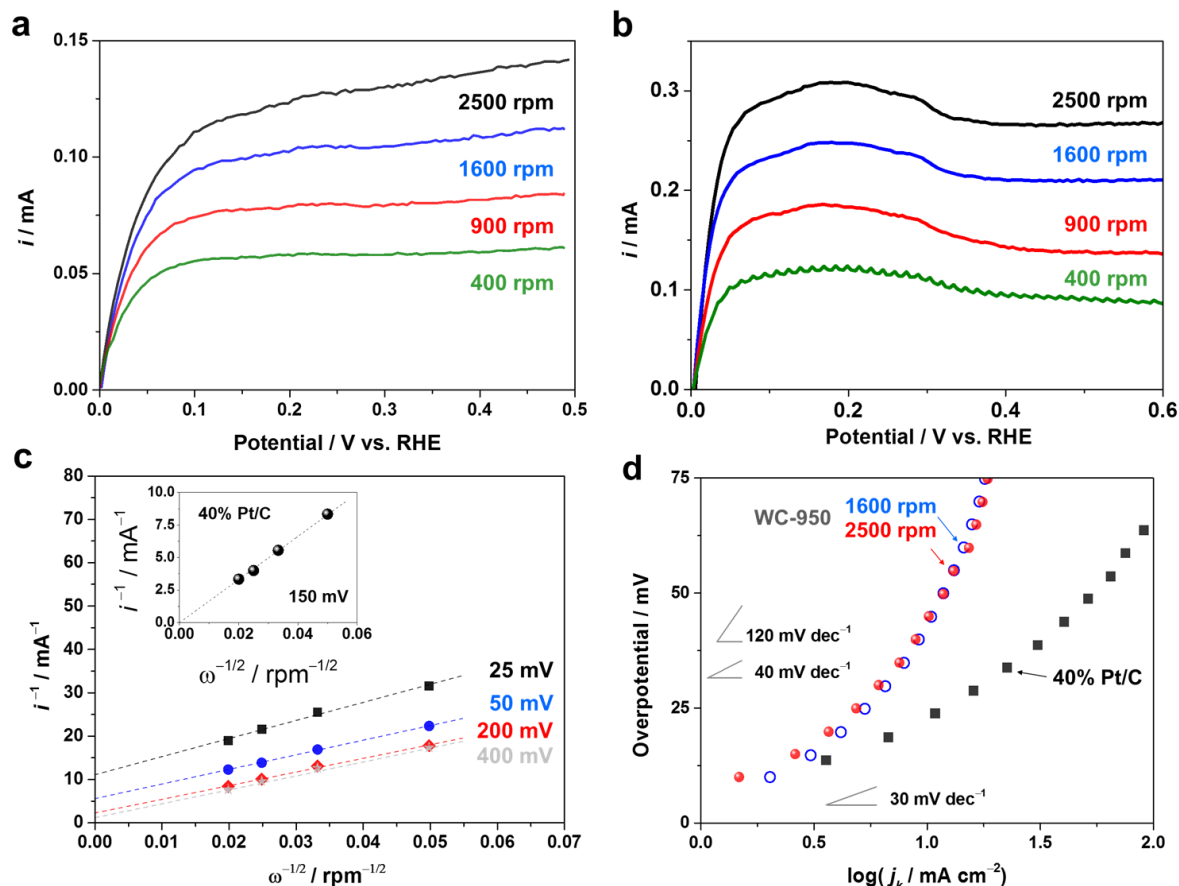 a
0.15
0.10
0.05
0.00
i / mA
2500 rpm
1600 rpm
900 rpm
400 rpm
0.0
0.1
0.2
0.3
0.4
0.5
Potential / V vs. RHE
b
0.3
0.2
0.1
0.0
i / mA
2500 rpm
1600 rpm
900 rpm
400 rpm
0.0
0.2
0.4
0.6
Potential / V vs. RHE
c
80
70
60
50
40
30
20
10
0
i⁻¹ / mA⁻¹
10.0
7.5
5.0
2.5
i⁻¹ / mA⁻¹
40% Pt/C
150 mV
0.00
0.02
0.04
0.06
ω⁻¹/² / rpm⁻¹/²
25 mV
50 mV
200 mV
400 mV
0.00
0.01
0.02
0.03
0.04
0.05
0.06
0.07
ω⁻¹/² / rpm⁻¹/²
d
75
50
25
0
Overpotential / mV
WC-950
1600 rpm
2500 rpm
120 mV dec⁻¹
40 mV dec⁻¹
40% Pt/C
30 mV dec⁻¹
0.0
0.5
1.0
1.5
2.0
log(jₖ / mA cm⁻²)